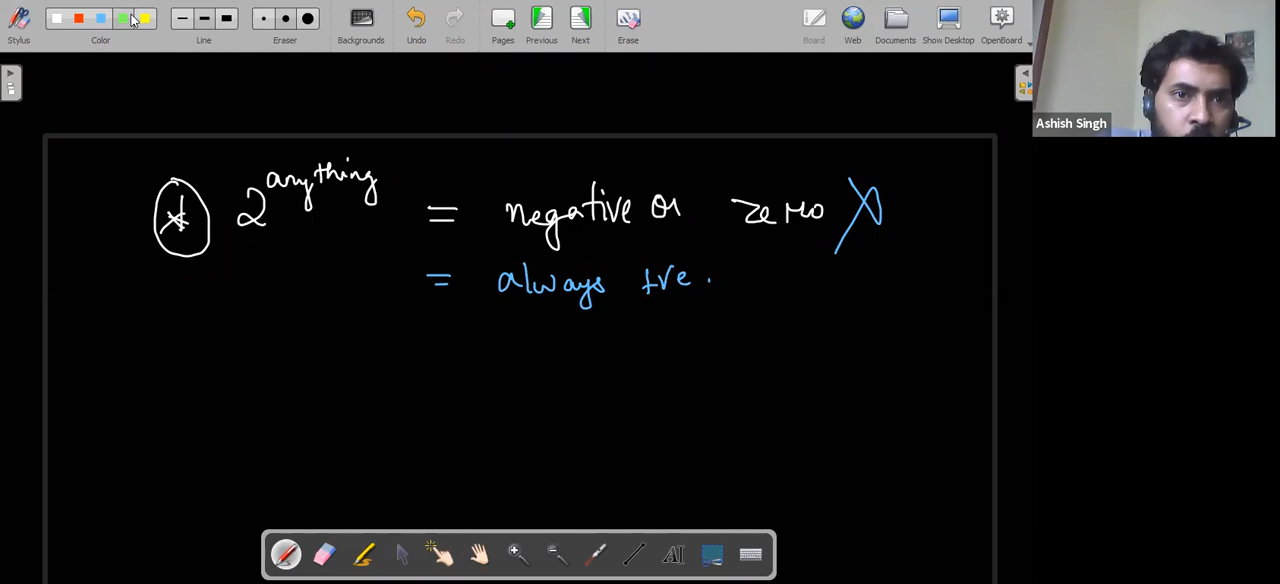 Stylus Color Line Eraser Backgrounds Undo Redo Pages Previous Next Erase Board Web Documents Show Desktop OpenBoard
Ashish Singh
2^anything = negative or zero
= always +ve.
AI